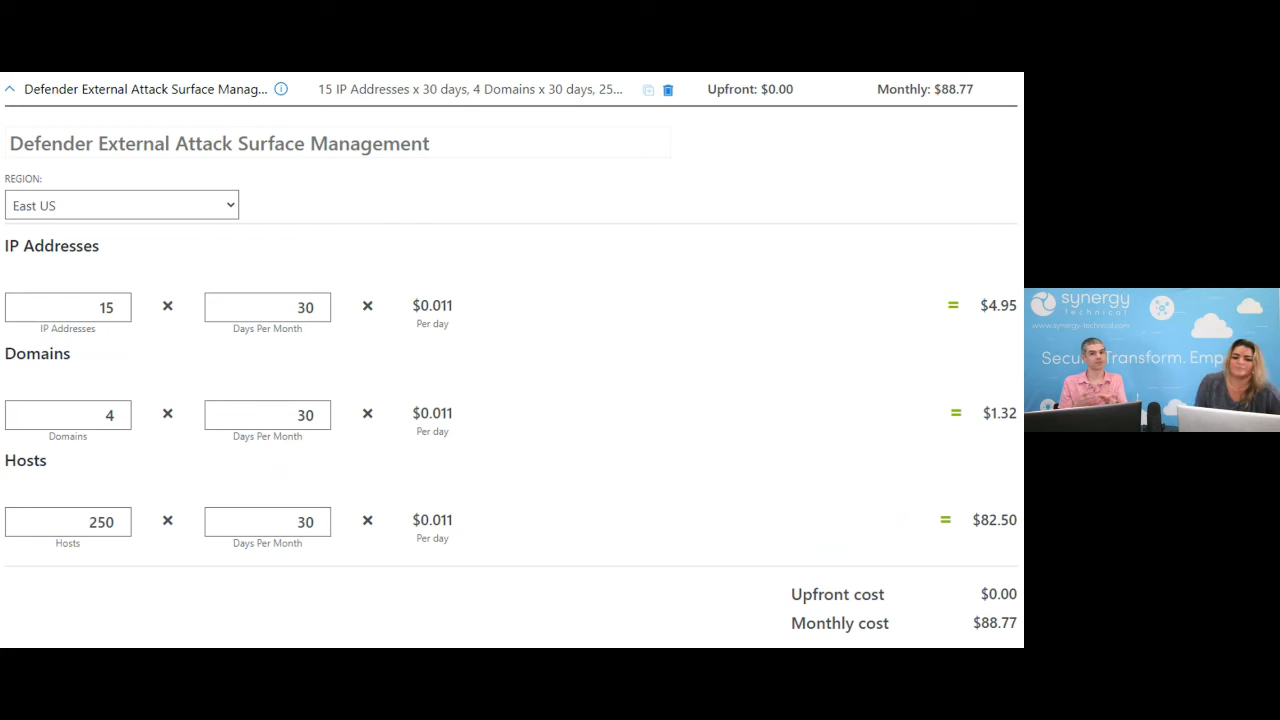 Defender External Attack Surface Manag...
15 IP Addresses x 30 days, 4 Domains x 30 days, 25...
Upfront: $0.00
Monthly: $88.77
Defender External Attack Surface Management
REGION:
East US
IP Addresses
15 × 30 × $0.011 = $4.95
IP Addresses Days Per Month Per day
Domains
4 × 30 × $0.011 = $1.32
Domains Days Per Month Per day
Hosts
250 × 30 × $0.011 = $82.50
Hosts Days Per Month Per day
Upfront cost $0.00
Monthly cost $88.77
synergy
technical
www.synergy-technical.com
Secu Transform. Emp